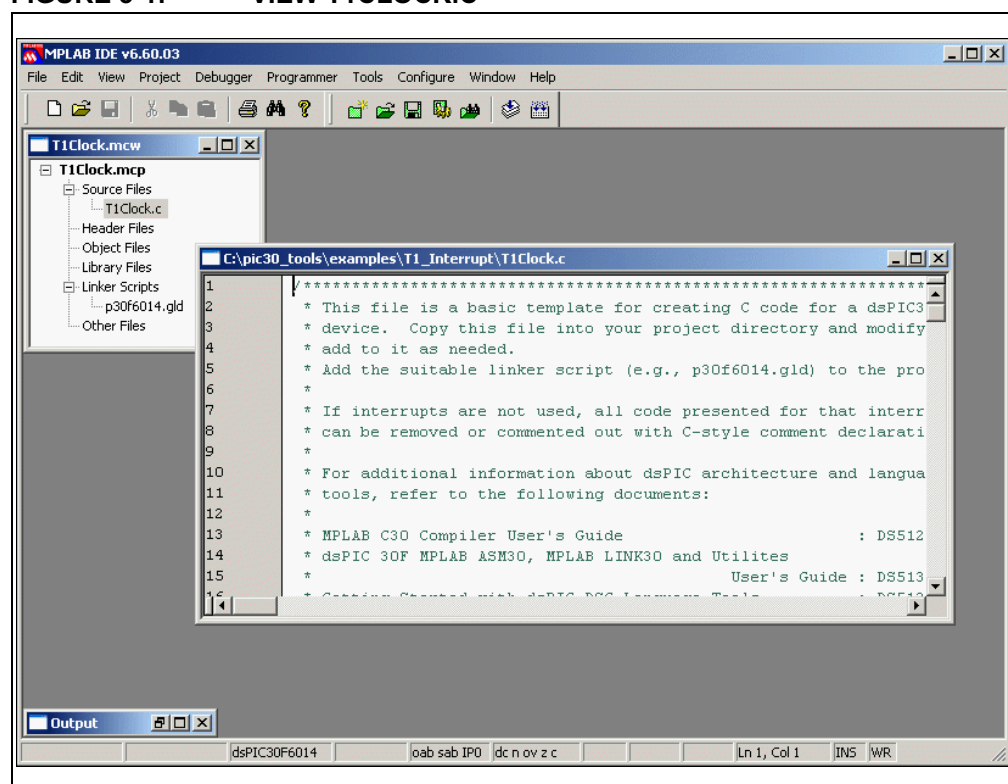 MPLAB IDE v6.60.03
File Edit View Project Debugger Programmer Tools Configure Window Help
T1Clock.mcw
T1Clock.mcp
Source Files
T1Clock.c
Header Files
Object Files
Library Files
Linker Scripts
p30f6014.gld
Other Files
C:\pic30_tools\examples\T1_Interrupt\T1Clock.c
1 /******************************************************************
2 * This file is a basic template for creating C code for a dsPIC3
3 * device. Copy this file into your project directory and modify
4 * add to it as needed.
5 * Add the suitable linker script (e.g., p30f6014.gld) to the pro
6 *
7 * If interrupts are not used, all code presented for that interr
8 * can be removed or commented out with C-style comment declarati
9 *
10 * For additional information about dsPIC architecture and langua
11 * tools, refer to the following documents:
12 *
13 * MPLAB C30 Compiler User's Guide : DS512
14 * dsPIC 30F MPLAB ASM30, MPLAB LINK30 and Utilites
15 * User's Guide : DS513
Output
dsPIC30F6014 oab sab IP0 dc n ov z c Ln 1, Col 1 INS WR